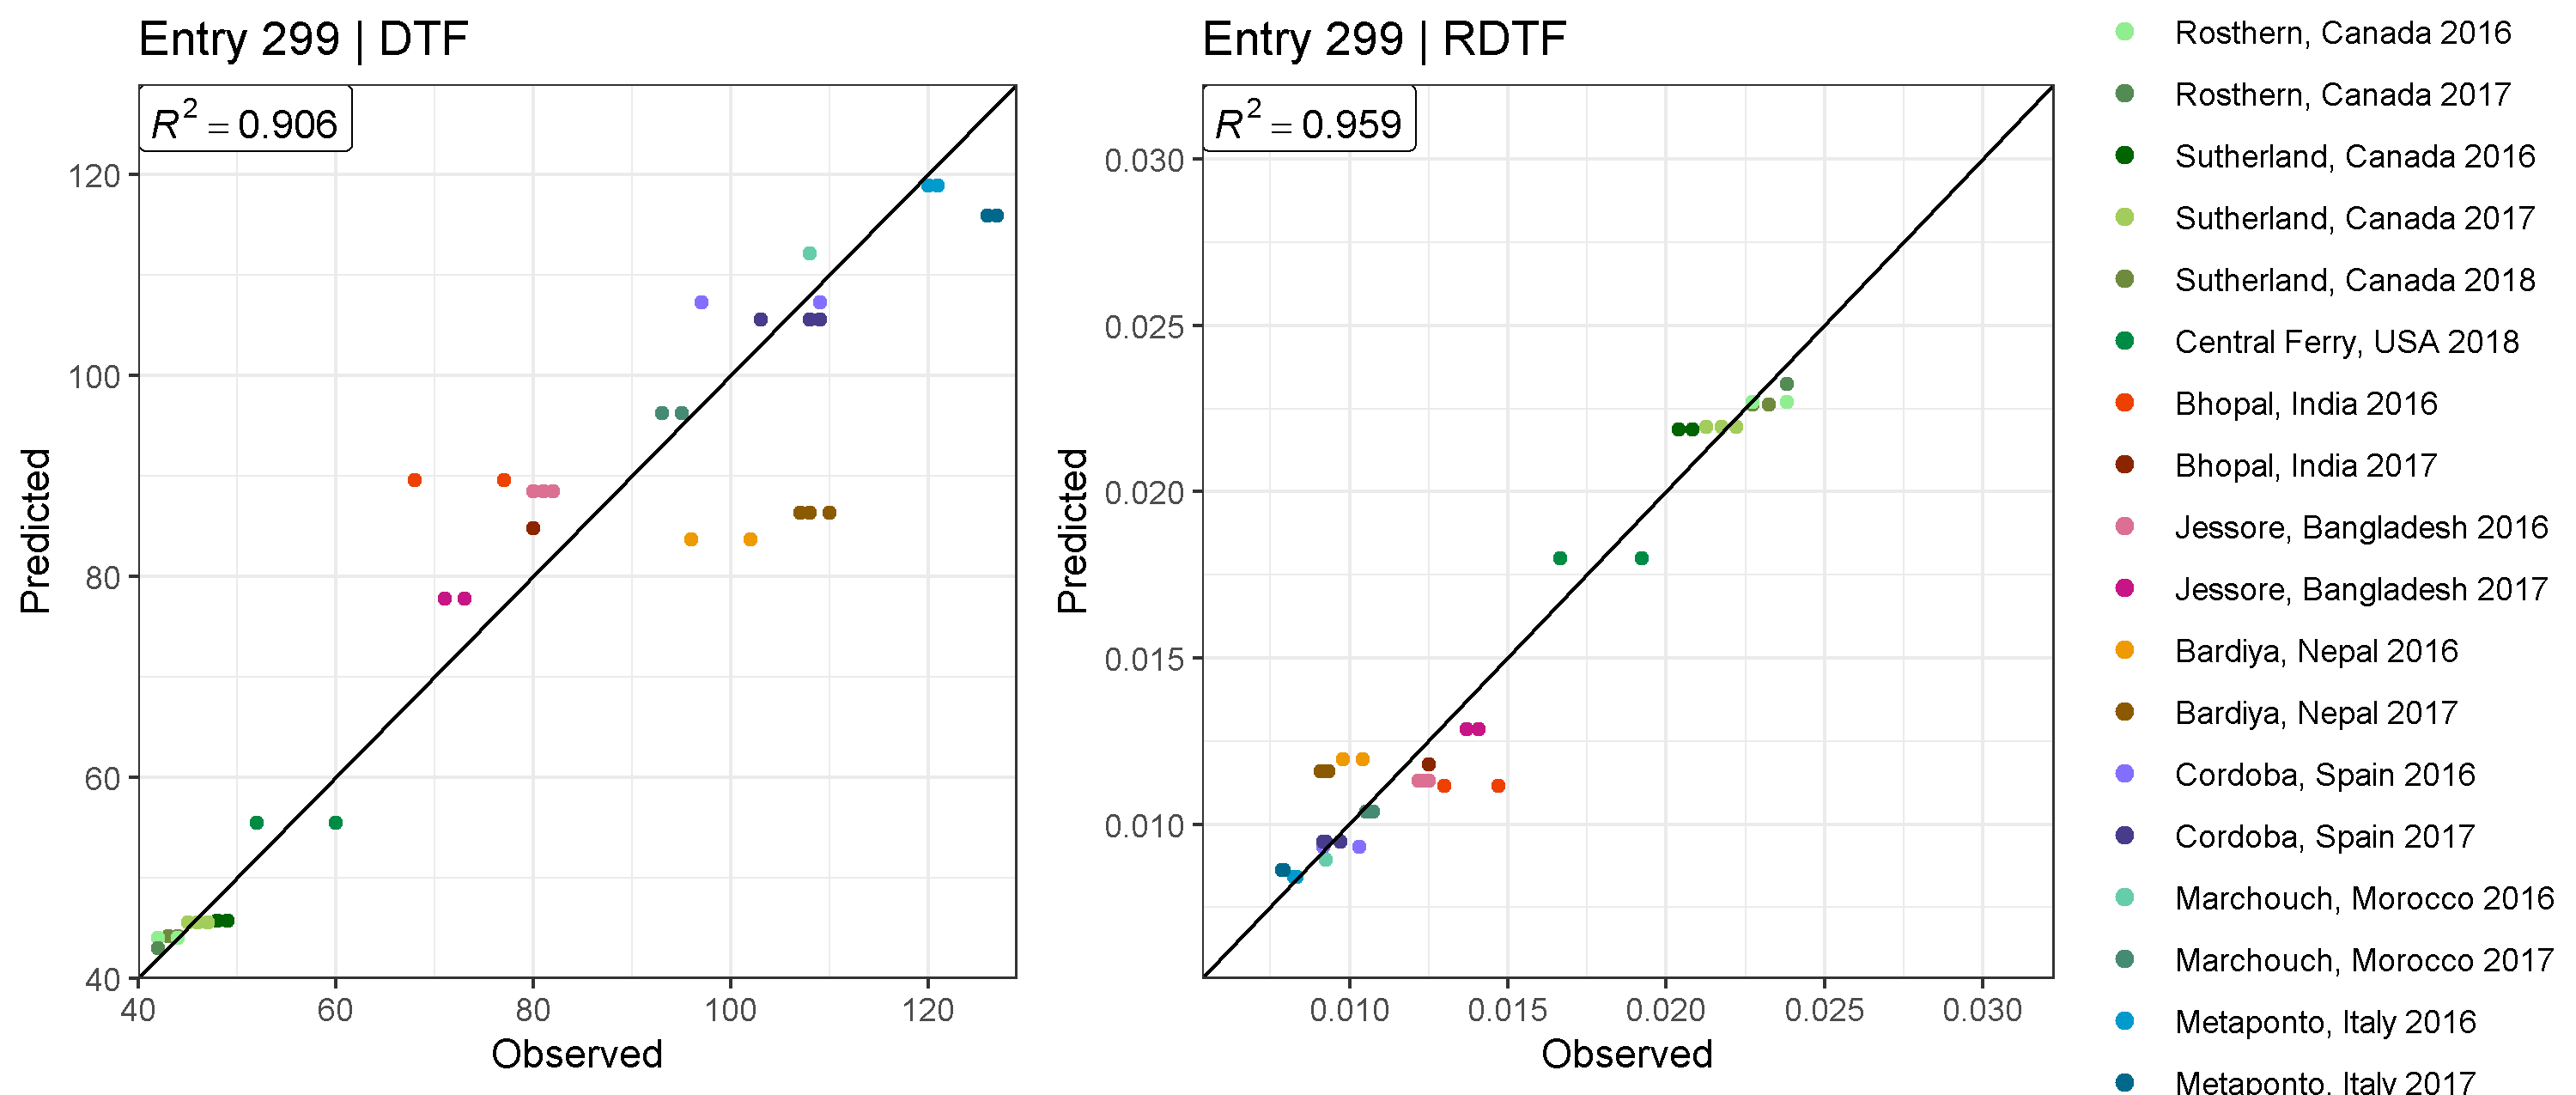 Entry 299 | DTF
R² = 0.906
120
100
80
60
40
Predicted
40 60 80 100 120
Observed
Entry 299 | RDTF
R² = 0.959
0.030
0.025
0.020
0.015
0.010
Predicted
0.010 0.015 0.020 0.025 0.030
Observed
Rosthern, Canada 2016
Rosthern, Canada 2017
Sutherland, Canada 2016
Sutherland, Canada 2017
Sutherland, Canada 2018
Central Ferry, USA 2018
Bhopal, India 2016
Bhopal, India 2017
Jessore, Bangladesh 2016
Jessore, Bangladesh 2017
Bardiya, Nepal 2016
Bardiya, Nepal 2017
Cordoba, Spain 2016
Cordoba, Spain 2017
Marchouch, Morocco 2016
Marchouch, Morocco 2017
Metaponto, Italy 2016
Metaponto, Italy 2017